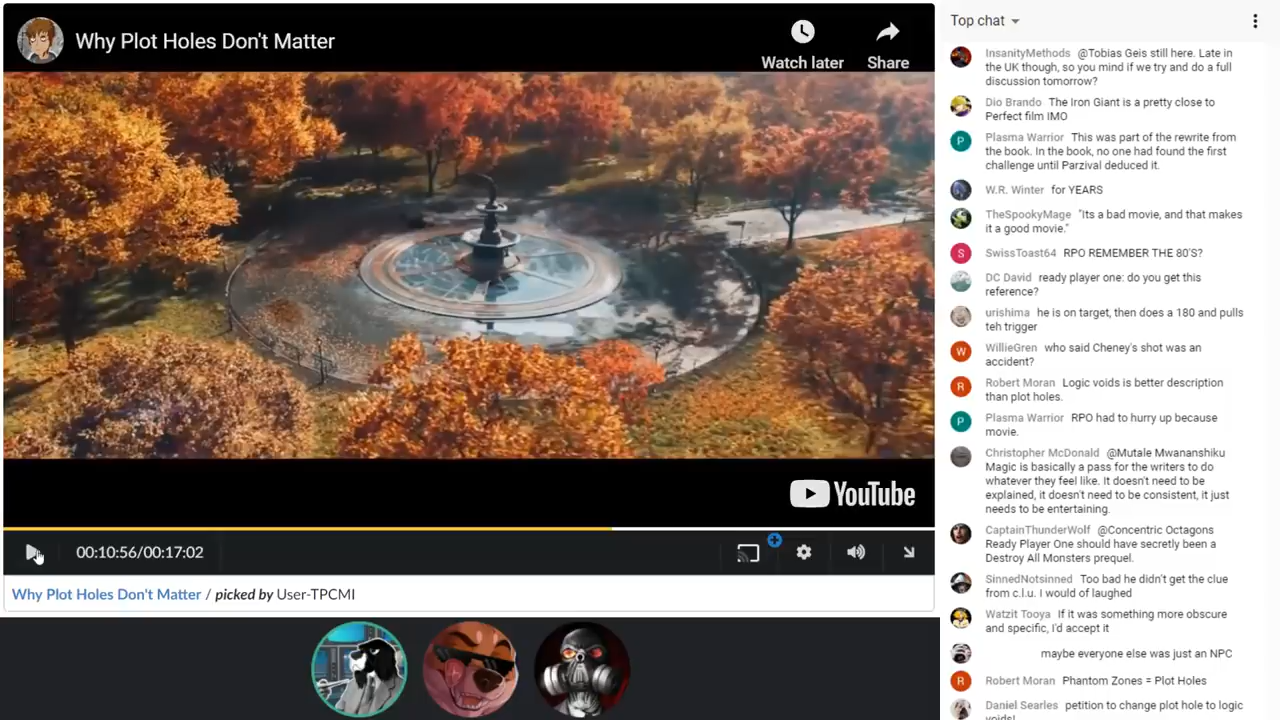 Why Plot Holes Don't Matter
Watch later
Share
YouTube
00:10:56/00:17:02
Why Plot Holes Don't Matter / picked by User-TPCMI
Top chat
InsanityMethods @Tobias Geis still here. Late in
the UK though, so you mind if we try and do a full
discussion tomorrow?
Dio Brando The Iron Giant is a pretty close to
Perfect film IMO
P
Plasma Warrior This was part of the rewrite from
the book. In the book, no one had found the first
challenge until Parzival deduced it.
W.R. Winter for YEARS
TheSpookyMage "Its a bad movie, and that makes
it a good movie."
S
SwissToast64 RPO REMEMBER THE 80'S?
DC David ready player one: do you get this
reference?
urishima he is on target, then does a 180 and pulls
teh trigger
W
WillieGren who said Cheney's shot was an
accident?
R
Robert Moran Logic voids is better description
than plot holes.
P
Plasma Warrior RPO had to hurry up because
movie.
Christopher McDonald @Mutale Mwananshiku
Magic is basically a pass for the writers to do
whatever they feel like. It doesn't need to be
explained, it doesn't need to be consistent, it just
needs to be entertaining.
CaptainThunderWolf @Concentric Octagons
Ready Player One should have secretly been a
Destroy All Monsters prequel.
SinnedNotsinned Too bad he didn't get the clue
from c.l.u. I would of laughed
Watzit Tooya If it was something more obscure
and specific, I'd accept it
maybe everyone else was just an NPC
R
Robert Moran Phantom Zones = Plot Holes
Daniel Searles petition to change plot hole to logic
voids!